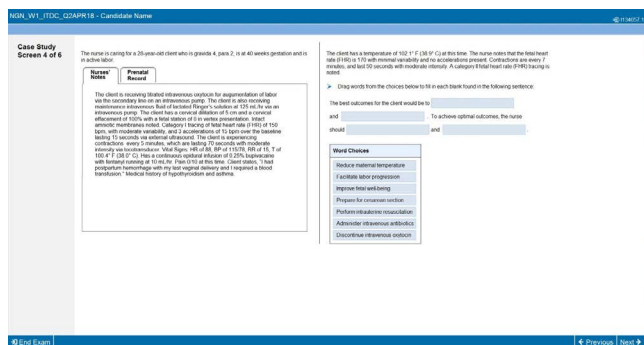 NGN_W1_ITDC_Q2APR18 - Candidate Name
Case Study
Screen 4 of 6
The nurse is caring for a 28-year-old client who is gravida 4, para 2, is at 40 weeks gestation and is
in active labor.
Nurses' Notes
Prenatal Record
The client is receiving titrated intravenous oxytocin for augmentation of labor
via the secondary line on an intravenous pump. The client is also receiving
maintenance intravenous fluid of lactated Ringer's solution at 125 mL/hr via an
intravenous pump. The client has a cervical dilation of 5 cm and a cervical
effacement of 100% with a fetal station of 0 in vertex presentation. Intact
amniotic membranes noted. Category I tracing of fetal heart rate (FHR) of 150
bpm, with moderate variability, and 3 accelerations of 15 bpm over the baseline
lasting 15 seconds via external ultrasound. The client is experiencing
contractions every 5 minutes, which are lasting 70 seconds with moderate
intensity via tocotransducer. Vital Signs: HR of 88, BP of 115/78, RR of 16, T of
100.4° F (38.0° C). Has a continuous epidural infusion of 0.25% bupivacaine
with fentanyl running at 10 mL/hr. Pain 0/10 at this time. Client states, "I had
postpartum hemorrhage with my last vaginal delivery and I required a blood
transfusion." Medical history of hypothyroidism and asthma.
The client has a temperature of 102.1° F (38.9° C) at this time. The nurse notes that the fetal heart
rate (FHR) is 170 with minimal variability and no accelerations present. Contractions are every 7
minutes, and last 50 seconds with moderate intensity. A category II fetal heart rate (FHR) tracing is
noted.
Drag words from the choices below to fill in each blank found in the following sentence.
The best outcomes for the client would be to
and . To achieve optimal outcomes, the nurse
should and .
Word Choices
Reduce maternal temperature
Facilitate labor progression
Improve fetal well-being
Prepare for cesarean section
Perform intrauterine resuscitation
Administer intravenous antibiotics
Discontinue intravenous oxytocin
End Exam
Previous
Next